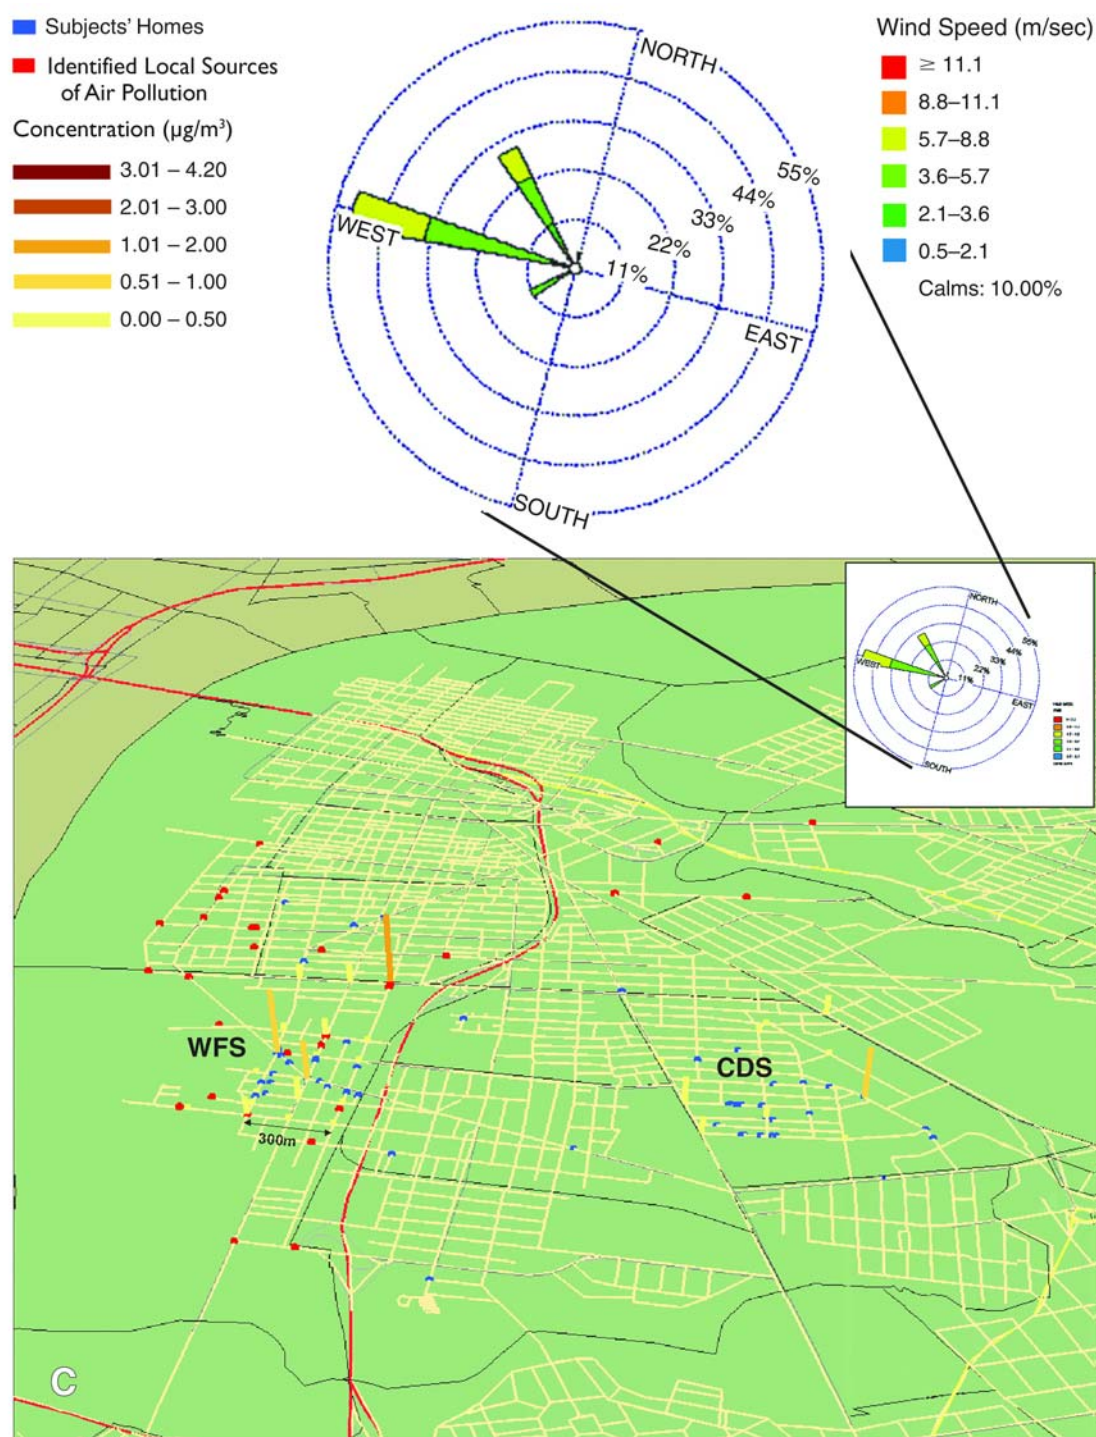 Subjects' Homes
Identified Local Sources
of Air Pollution
Concentration (µg/m³)
3.01 – 4.20
2.01 – 3.00
1.01 – 2.00
0.51 – 1.00
0.00 – 0.50
NORTH
55%
44%
33%
22%
11%
WEST
EAST
SOUTH
Wind Speed (m/sec)
≥ 11.1
8.8–11.1
5.7–8.8
3.6–5.7
2.1–3.6
0.5–2.1
Calms: 10.00%
NORTH
55%
44%
33%
22%
11%
WEST
EAST
SOUTH
WFS
CDS
300m
C